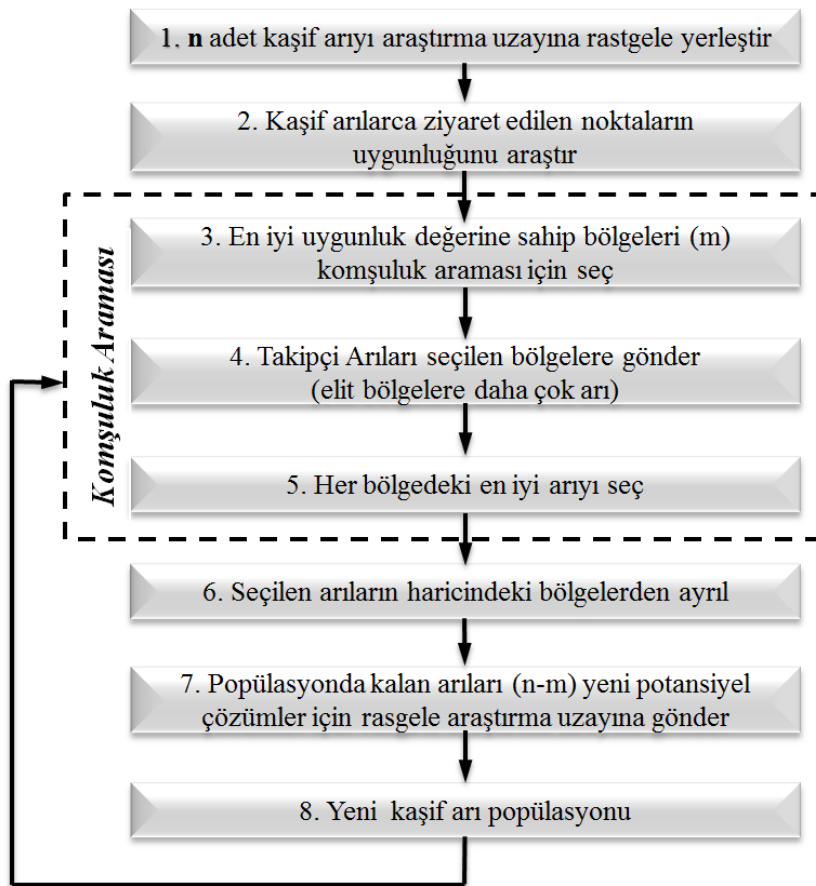 1. n adet kaşif arıyı araştırma uzayına rastgele yerleştir
2. Kaşif arılarca ziyaret edilen noktaların
uygunluğunu araştır
Komşuluk Araması
3. En iyi uygunluk değerine sahip bölgeleri (m)
komşuluk araması için seç
4. Takipçi Arıları seçilen bölgelere gönder
(elit bölgelere daha çok arı)
5. Her bölgedeki en iyi arıyı seç
6. Seçilen arıların haricindeki bölgelerden ayrıl
7. Popülasyonda kalan arıları (n-m) yeni potansiyel
çözümler için rasgele araştırma uzayına gönder
8. Yeni kaşif arı popülasyonu